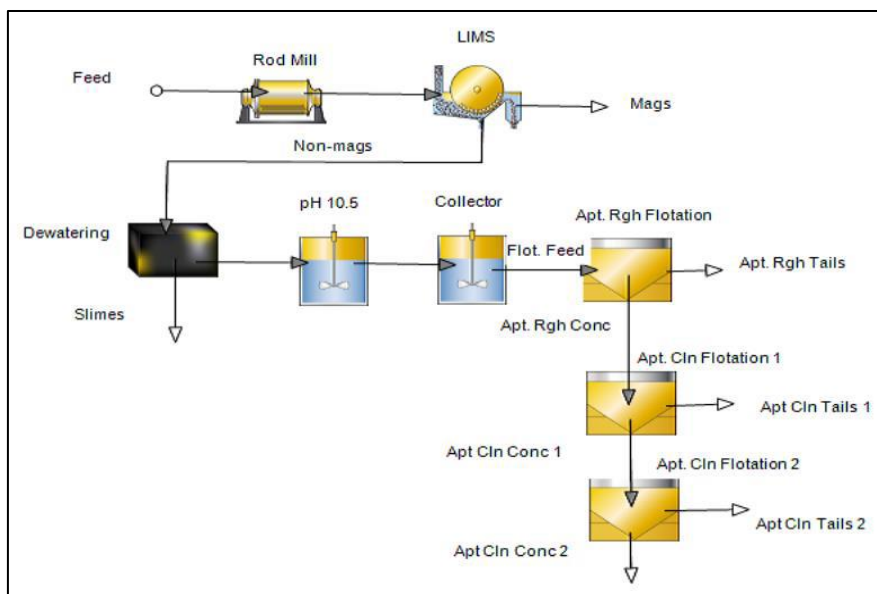 LIMS
Rod Mill
Feed
Mags
Non-mags
pH 10.5
Collector
Apt. Rgh Flotation
Dewatering
Flot. Feed
Apt. Rgh Tails
Slimes
Apt. Rgh Conc
Apt. Cln Flotation 1
Apt Cln Tails 1
Apt Cln Conc 1
Apt. Cln Flotation 2
Apt Cln Tails 2
Apt Cln Conc 2